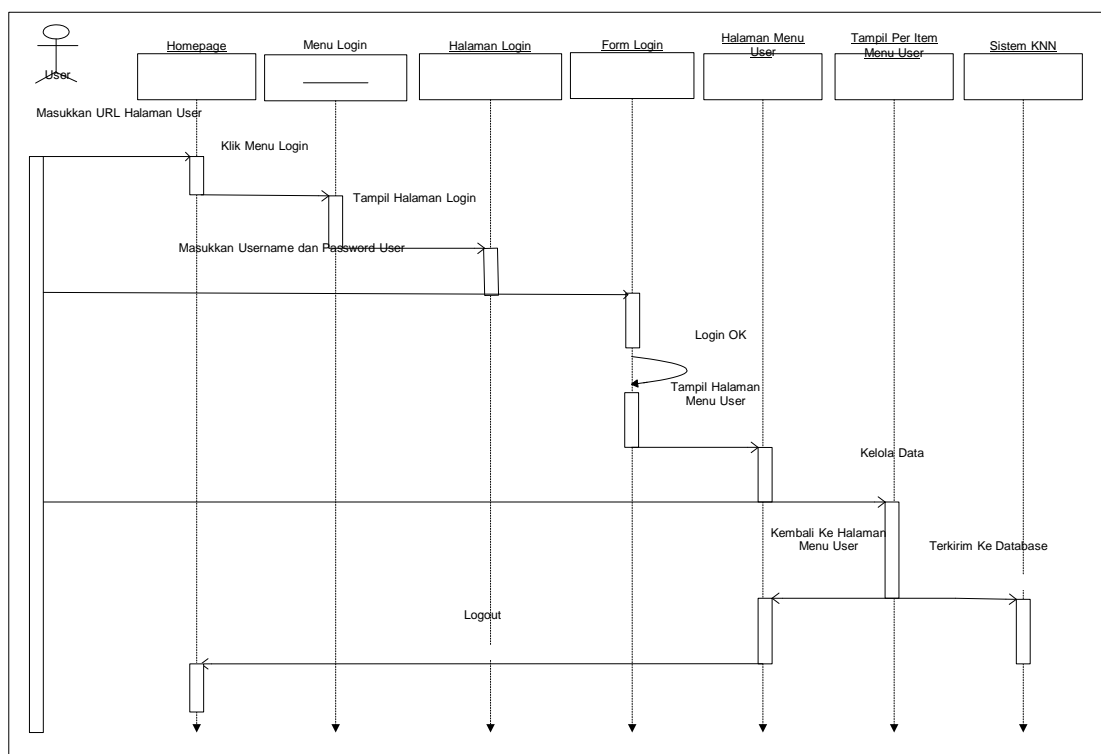 Homepage
Menu Login
Halaman Login
Form Login
Halaman Menu
User
Tampil Per Item
Menu User
Sistem KNN
User
Masukkan URL Halaman User
Klik Menu Login
Tampil Halaman Login
Masukkan Username dan Password User
Login OK
Tampil Halaman
Menu User
Kelola Data
Kembali Ke Halaman
Menu User
Terkirim Ke Database
Logout